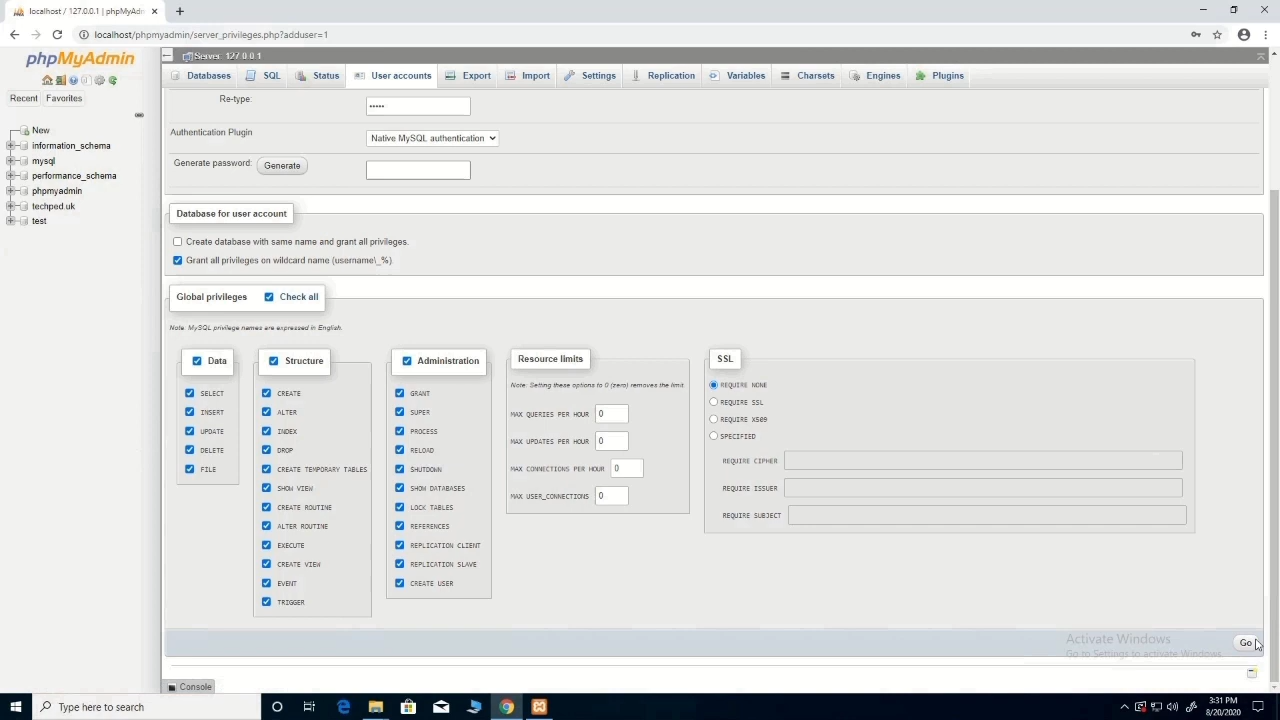 localhost / 127.0.0.1 / phpmyad
localhost/phpmyadmin/server_privileges.php?adduser=1
phpMyAdmin
Recent Favorites
New
information_schema
mysql
performance_schema
phpmyadmin
techped.uk
test
Server: 127.0.0.1
Databases SQL Status User accounts Export Import Settings Replication Variables Charsets Engines Plugins
Re-type: •••••
Authentication Plugin Native MySQL authentication
Generate password: Generate
Database for user account
Create database with same name and grant all privileges.
Grant all privileges on wildcard name (username\_%).
Global privileges Check all
Note: MySQL privilege names are expressed in English.
Data
SELECT
INSERT
UPDATE
DELETE
FILE
Structure
CREATE
ALTER
INDEX
DROP
CREATE TEMPORARY TABLES
SHOW VIEW
CREATE ROUTINE
ALTER ROUTINE
EXECUTE
CREATE VIEW
EVENT
TRIGGER
Administration
GRANT
SUPER
PROCESS
RELOAD
SHUTDOWN
SHOW DATABASES
LOCK TABLES
REFERENCES
REPLICATION CLIENT
REPLICATION SLAVE
CREATE USER
Resource limits
Note: Setting these options to 0 (zero) removes the limit.
MAX QUERIES PER HOUR 0
MAX UPDATES PER HOUR 0
MAX CONNECTIONS PER HOUR 0
MAX USER_CONNECTIONS 0
SSL
REQUIRE NONE
REQUIRE SSL
REQUIRE X509
SPECIFIED
REQUIRE CIPHER
REQUIRE ISSUER
REQUIRE SUBJECT
Activate Windows
Go to Settings to activate Windows.
Go
Console
Type here to search
3:31 PM
8/20/2020